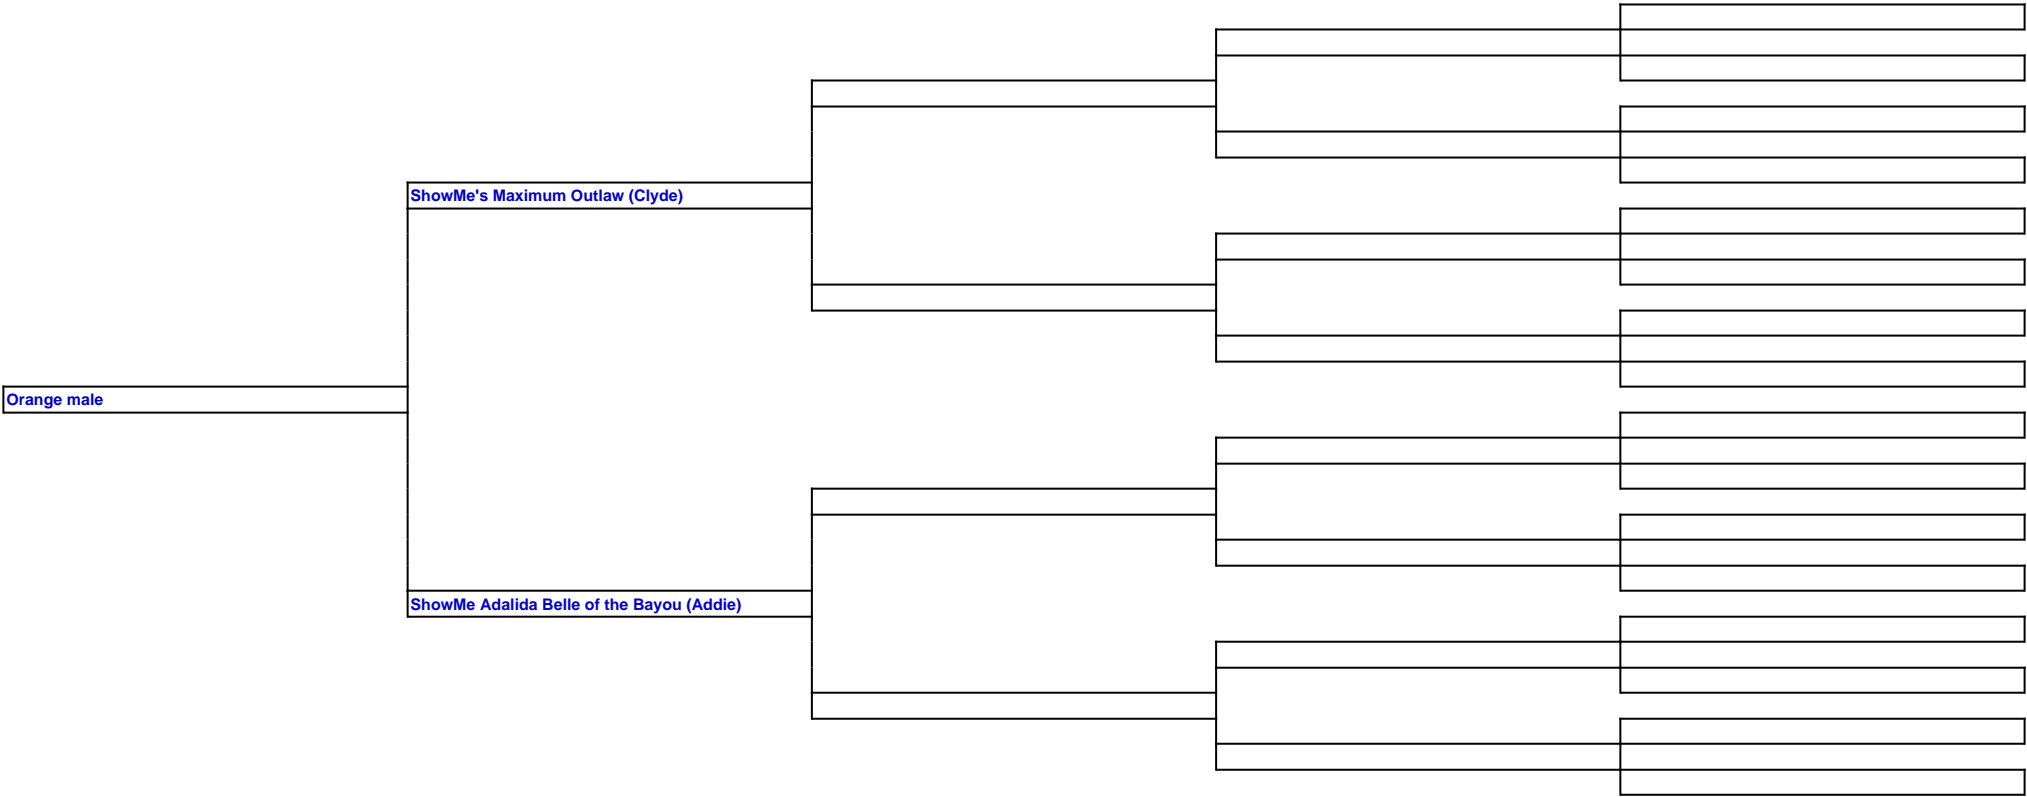 ShowMe's Maximum Outlaw (Clyde)
Orange male
ShowMe Adalida Belle of the Bayou (Addie)